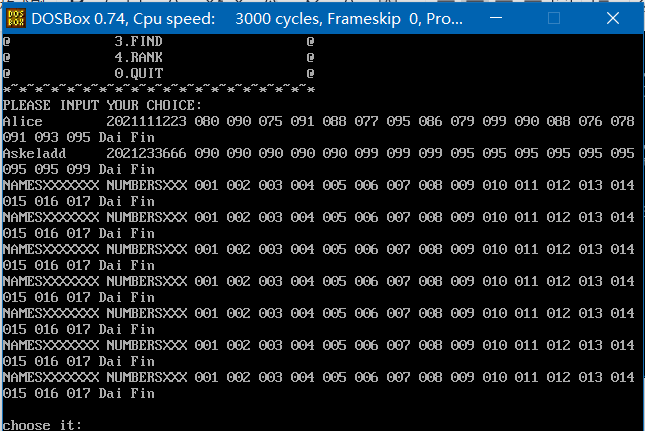 DOSBox 0.74, Cpu speed: 3000 cycles, Frameskip 0, Pro...
@ 3.FIND @
@ 4.RANK @
@ 0.QUIT @
*~*~*~*~*~*~*~*~*~*~*~*~*~*~*~*~*~*~*~*
PLEASE INPUT YOUR CHOICE:
Alice 2021111223 080 090 075 091 088 077 095 086 079 099 090 088 076 078
091 093 095 Dai Fin
Askeladd 2021233666 090 090 090 090 090 099 099 099 095 095 095 095 095 095
095 095 099 Dai Fin
NAMESXXXXXXX NUMBERSXXX 001 002 003 004 005 006 007 008 009 010 011 012 013 014
015 016 017 Dai Fin
NAMESXXXXXXX NUMBERSXXX 001 002 003 004 005 006 007 008 009 010 011 012 013 014
015 016 017 Dai Fin
NAMESXXXXXXX NUMBERSXXX 001 002 003 004 005 006 007 008 009 010 011 012 013 014
015 016 017 Dai Fin
NAMESXXXXXXX NUMBERSXXX 001 002 003 004 005 006 007 008 009 010 011 012 013 014
015 016 017 Dai Fin
NAMESXXXXXXX NUMBERSXXX 001 002 003 004 005 006 007 008 009 010 011 012 013 014
015 016 017 Dai Fin
NAMESXXXXXXX NUMBERSXXX 001 002 003 004 005 006 007 008 009 010 011 012 013 014
015 016 017 Dai Fin
NAMESXXXXXXX NUMBERSXXX 001 002 003 004 005 006 007 008 009 010 011 012 013 014
015 016 017 Dai Fin
choose it: